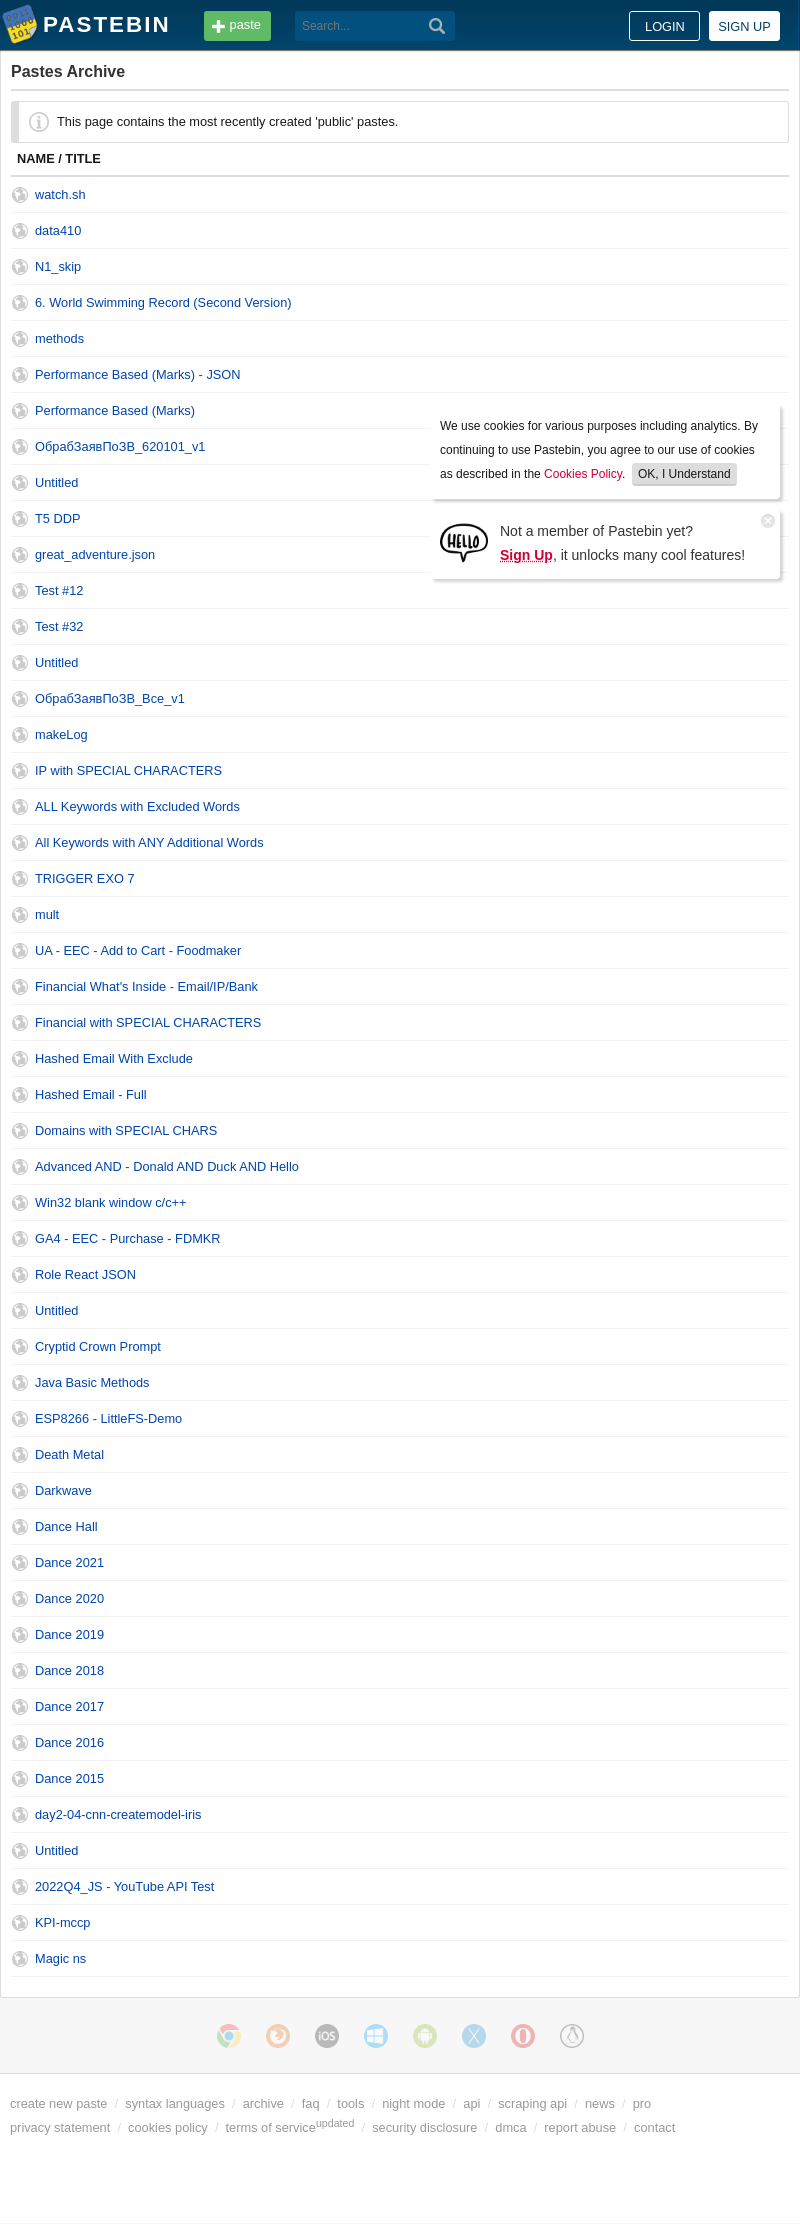 PASTEBIN
paste
Search...
LOGIN
SIGN UP
Pastes Archive
This page contains the most recently created 'public' pastes.
NAME / TITLE
watch.sh
data410
N1_skip
6. World Swimming Record (Second Version)
methods
Performance Based (Marks) - JSON
Performance Based (Marks)
ОбрабЗаявПоЗВ_620101_v1
Untitled
T5 DDP
great_adventure.json
We use cookies for various purposes including analytics. By
continuing to use Pastebin, you agree to our use of cookies
as described in the Cookies Policy. OK, I Understand
HELLO
Not a member of Pastebin yet?
Sign Up, it unlocks many cool features!
Test #12
Test #32
Untitled
ОбрабЗаявПоЗВ_Все_v1
makeLog
IP with SPECIAL CHARACTERS
ALL Keywords with Excluded Words
All Keywords with ANY Additional Words
TRIGGER EXO 7
mult
UA - EEC - Add to Cart - Foodmaker
Financial What's Inside - Email/IP/Bank
Financial with SPECIAL CHARACTERS
Hashed Email With Exclude
Hashed Email - Full
Domains with SPECIAL CHARS
Advanced AND - Donald AND Duck AND Hello
Win32 blank window c/c++
GA4 - EEC - Purchase - FDMKR
Role React JSON
Untitled
Cryptid Crown Prompt
Java Basic Methods
ESP8266 - LittleFS-Demo
Death Metal
Darkwave
Dance Hall
Dance 2021
Dance 2020
Dance 2019
Dance 2018
Dance 2017
Dance 2016
Dance 2015
day2-04-cnn-createmodel-iris
Untitled
2022Q4_JS - YouTube API Test
KPI-mccp
Magic ns
iOS
create new paste / syntax languages / archive / faq / tools / night mode / api / scraping api / news / pro
privacy statement / cookies policy / terms of service updated / security disclosure / dmca / report abuse / contact